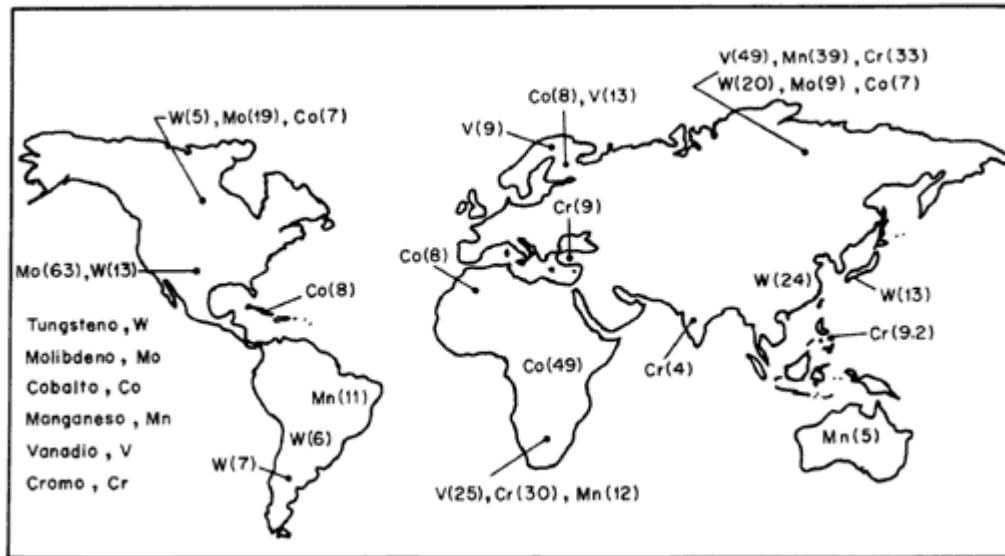 V(49), Mn(39), Cr(33)
W(20), Mo(9), Co(7)
W(5), Mo(19), Co(7)
Co(8), V(13)
V(9)
Cr(9)
Co(8)
Mo(63), W(13)
Co(8)
W(24)
W(13)
Cr(9.2)
Cr(4)
Co(49)
Mn(11)
Mn(5)
W(6)
W(7)
V(25), Cr(30), Mn(12)
Tungsteno, W
Molibdeno, Mo
Cobalto, Co
Manganeso, Mn
Vanadio, V
Cromo, Cr